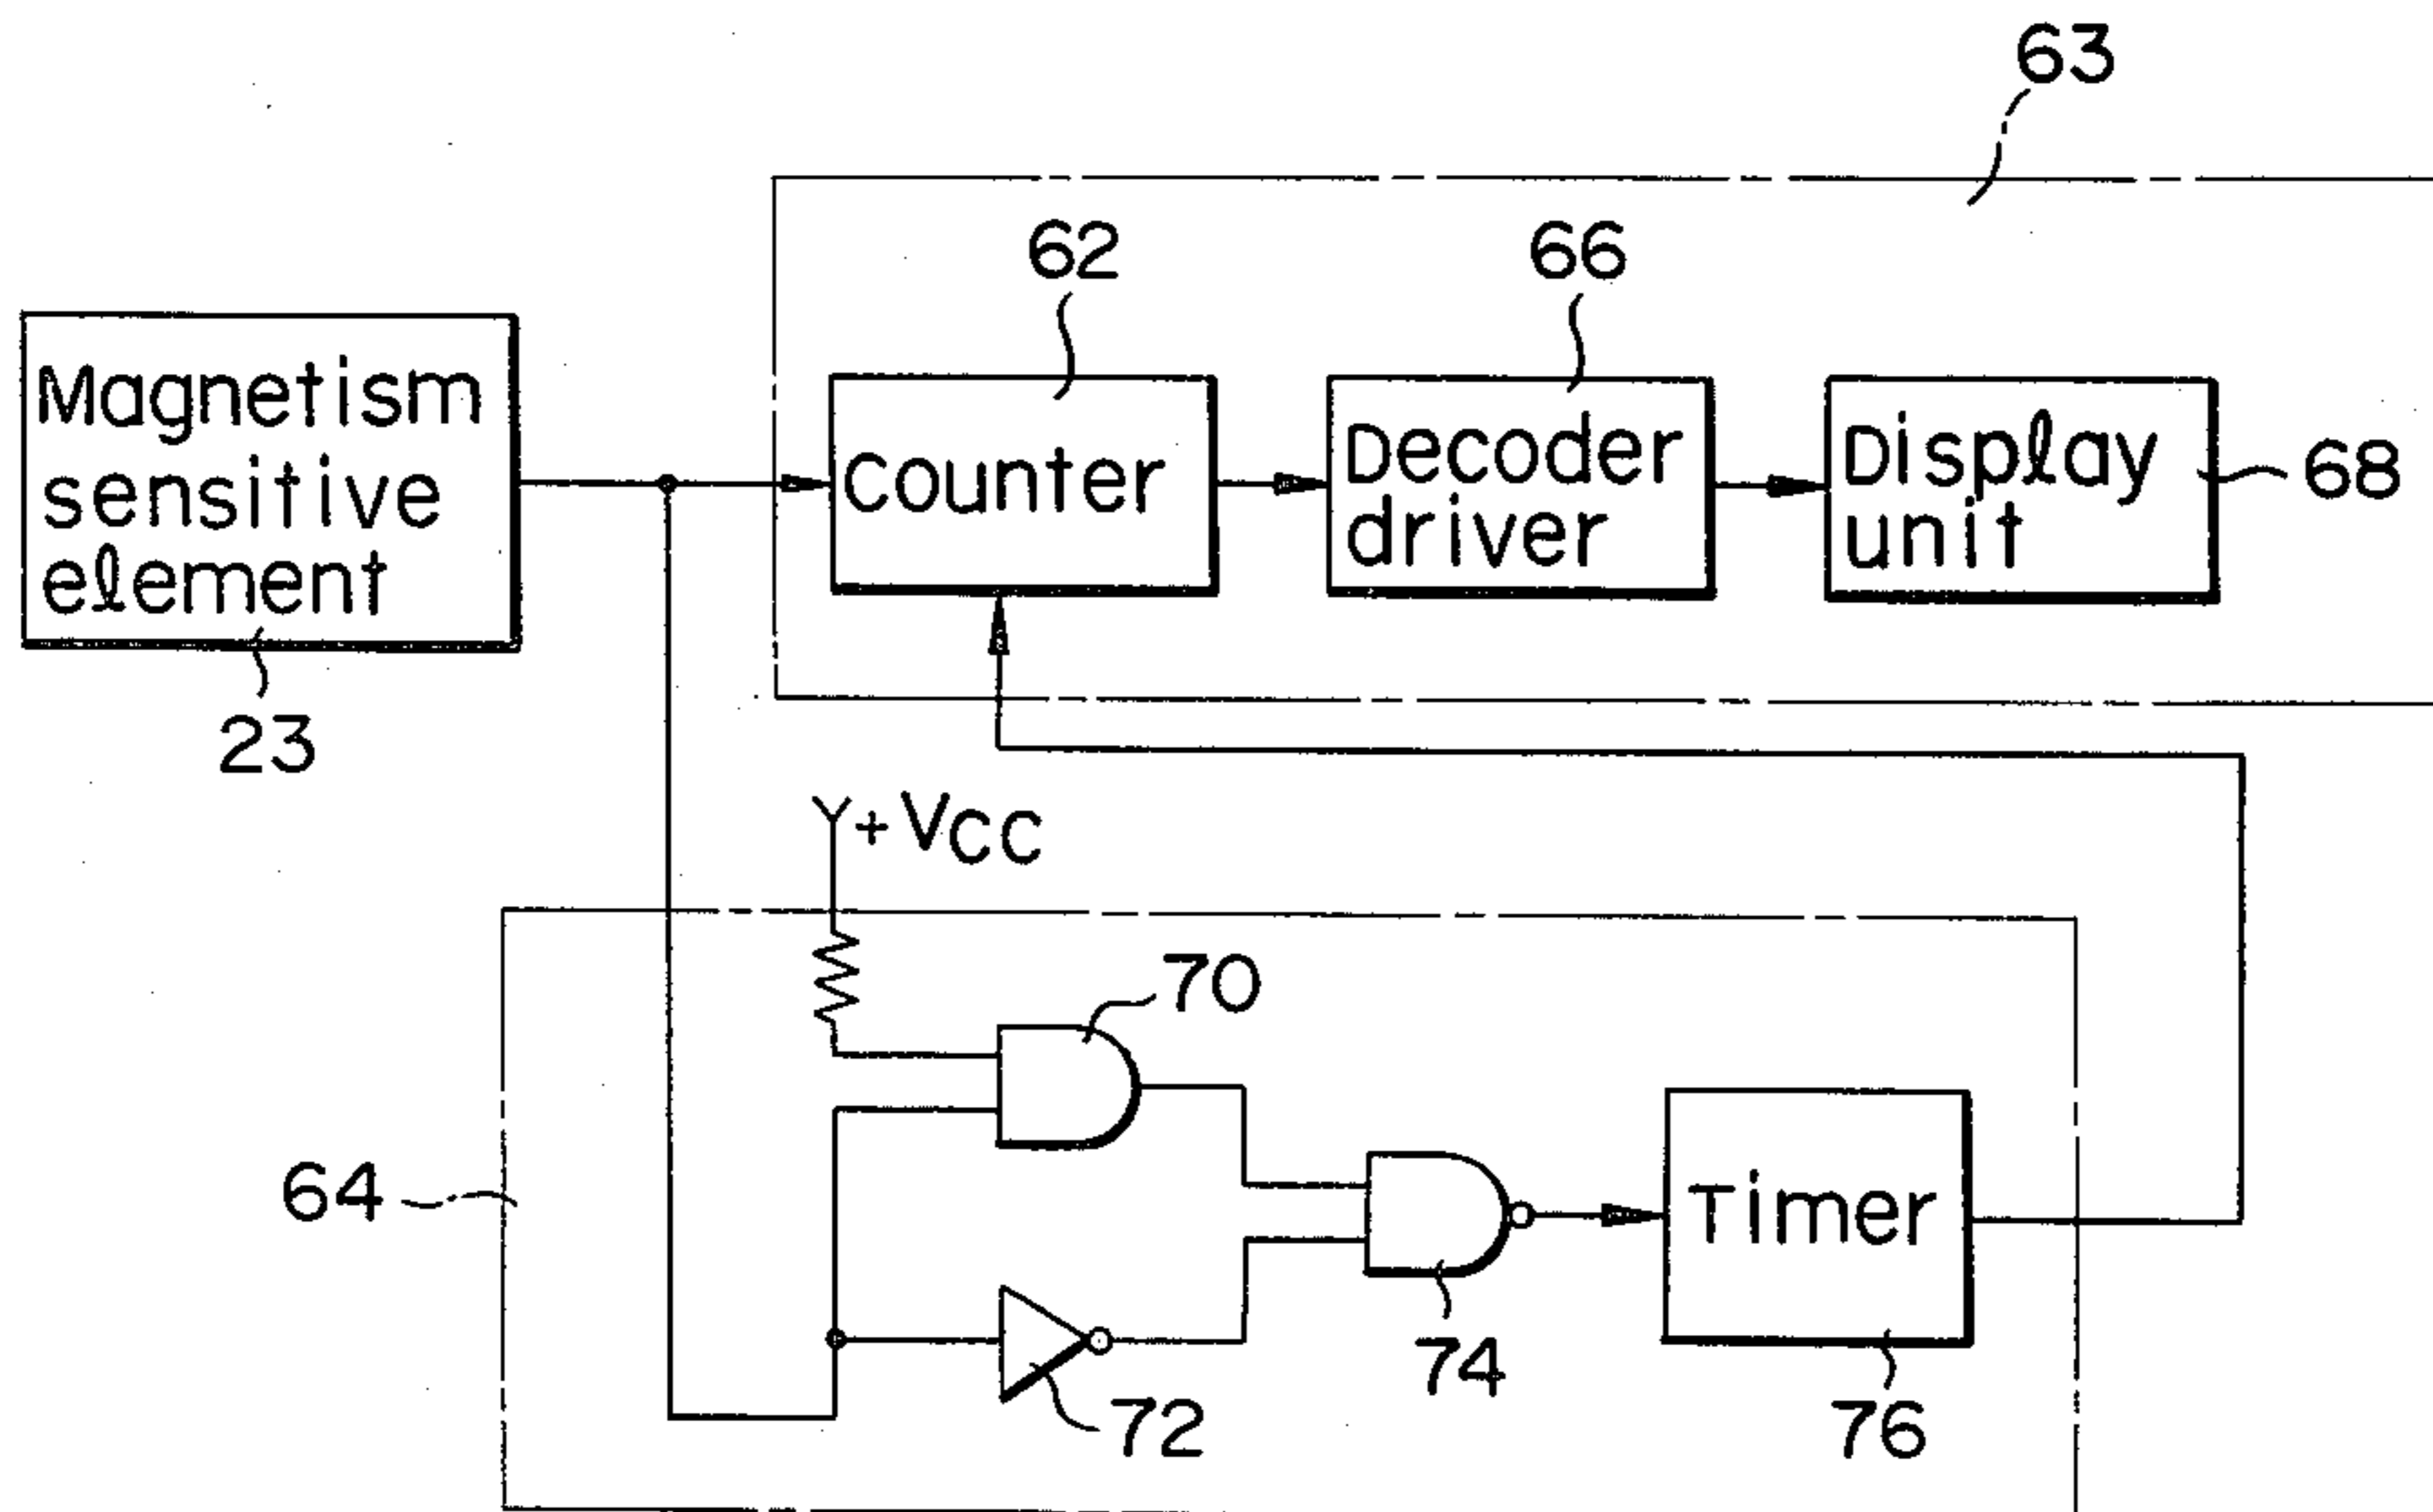 63
62
66
Magnetism
sensitive
element
Counter
Decoder
driver
Display
unit
68
23
+ Vcc
70
64
Timer
74
72
76